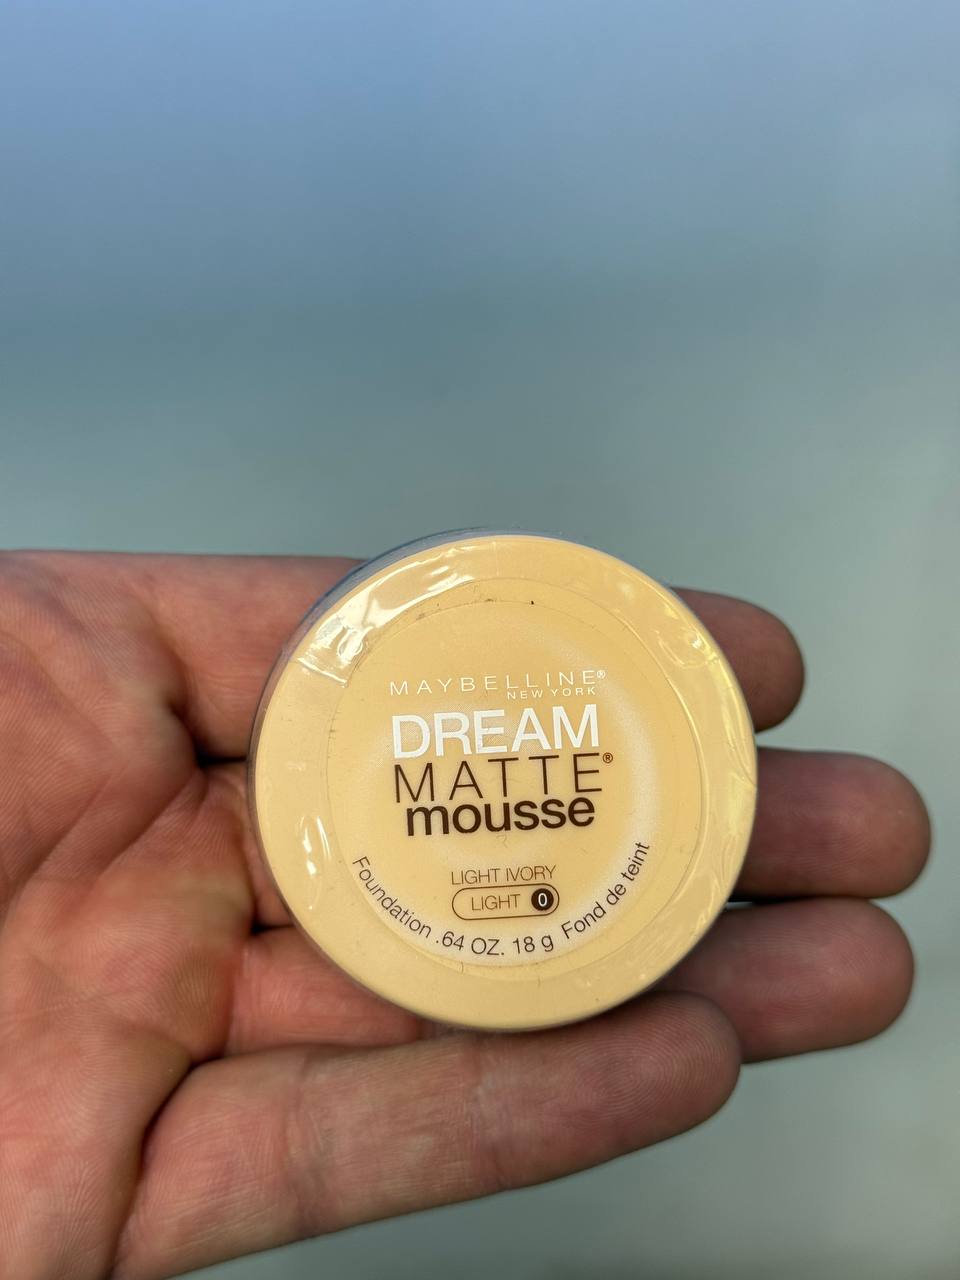 MAYBELLINE®
NEW YORK
DREAM
MATTE®
mousse
LIGHT IVORY
LIGHT 0
Foundation .64 OZ. 18 g Fond de teint